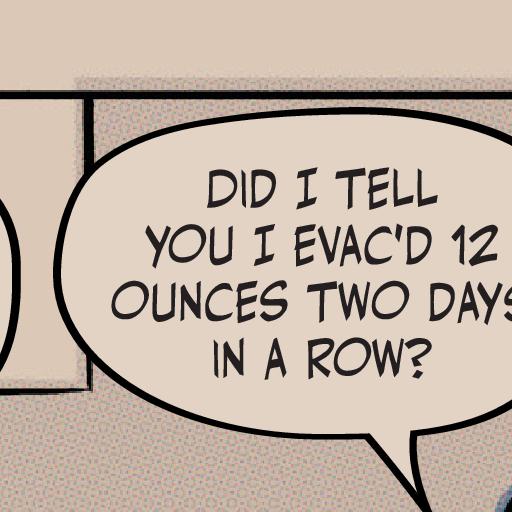 DID I TELL
YOU I EVAC'D 12
OUNCES TWO DAYS
IN A ROW?